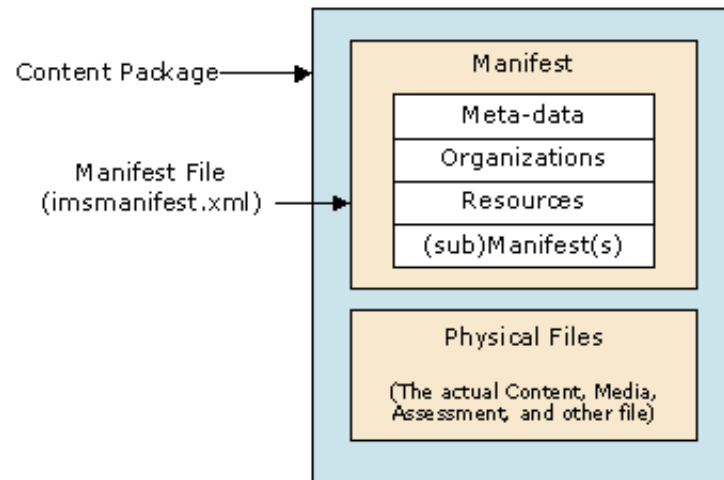 Content Package
Manifest File
(imsmanifest.xml)
Manifest
Meta-data
Organizations
Resources
(sub)Manifest(s)
Physical Files
(The actual Content, Media,
Assessment, and other file)